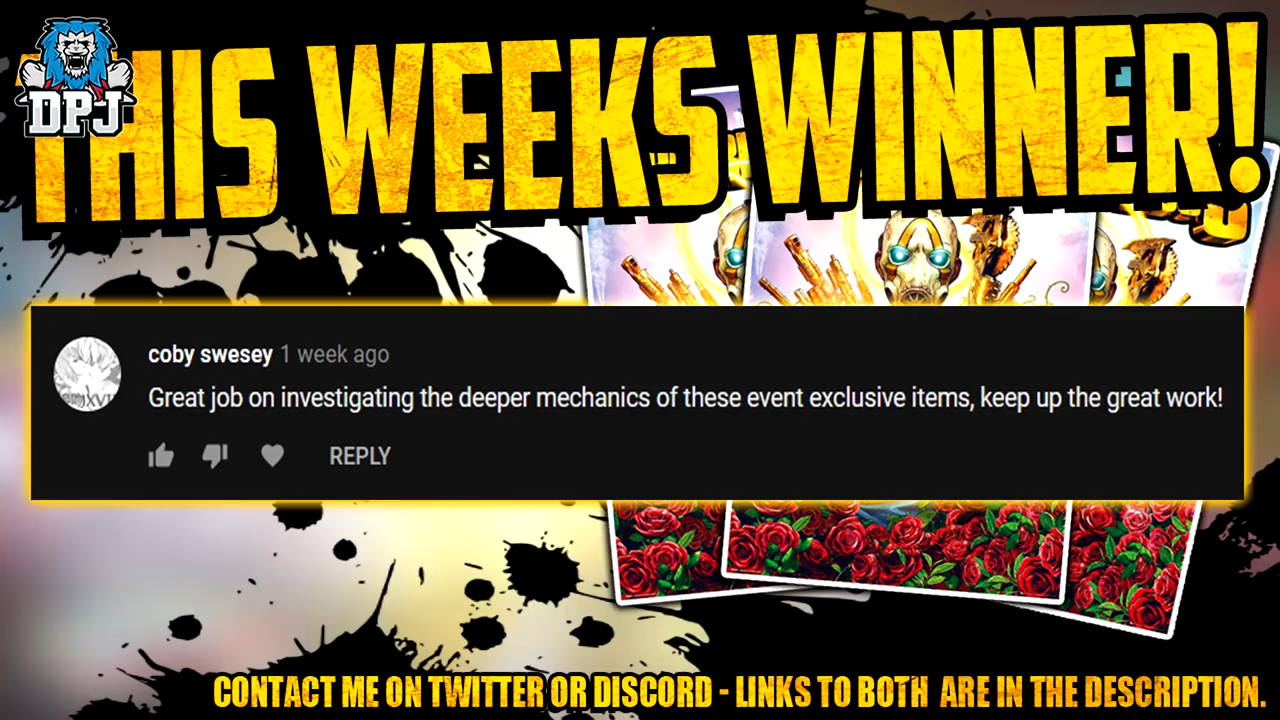 THIS WEEKS WINNER!
DPJ
coby swesey 1 week ago
Great job on investigating the deeper mechanics of these event exclusive items, keep up the great work!
REPLY
CONTACT ME ON TWITTER OR DISCORD - LINKS TO BOTH ARE IN THE DESCRIPTION.